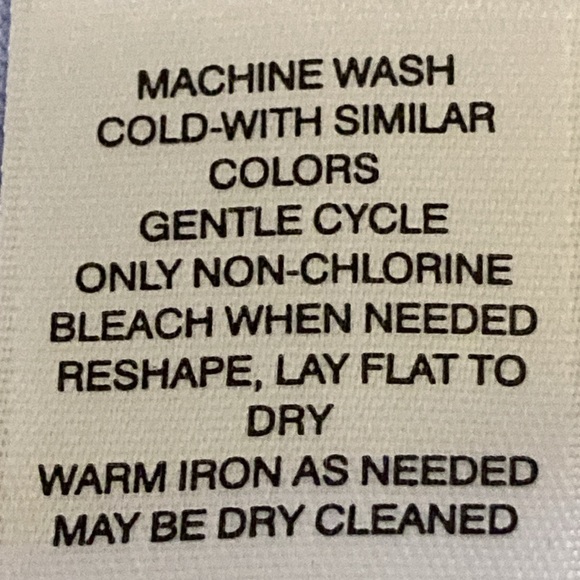 MACHINE WASH
COLD-WITH SIMILAR
COLORS
GENTLE CYCLE
ONLY NON-CHLORINE
BLEACH WHEN NEEDED
RESHAPE, LAY FLAT TO
DRY
WARM IRON AS NEEDED
MAY BE DRY CLEANED